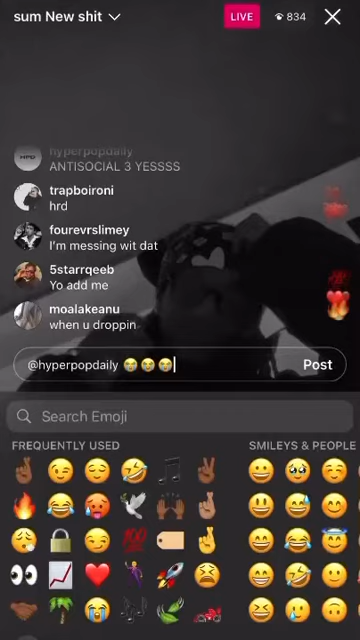 sum New shit
LIVE
834
hyperpopdaily
ANTISOCIAL 3 YESSSS
trapboironi
hrd
fourevrslimey
I'm messing wit dat
5starrqeeb
Yo add me
moalakeanu
when u droppin
@hyperpopdaily 😭😭😭
Post
Search Emoji
FREQUENTLY USED
SMILEYS & PEOPLE